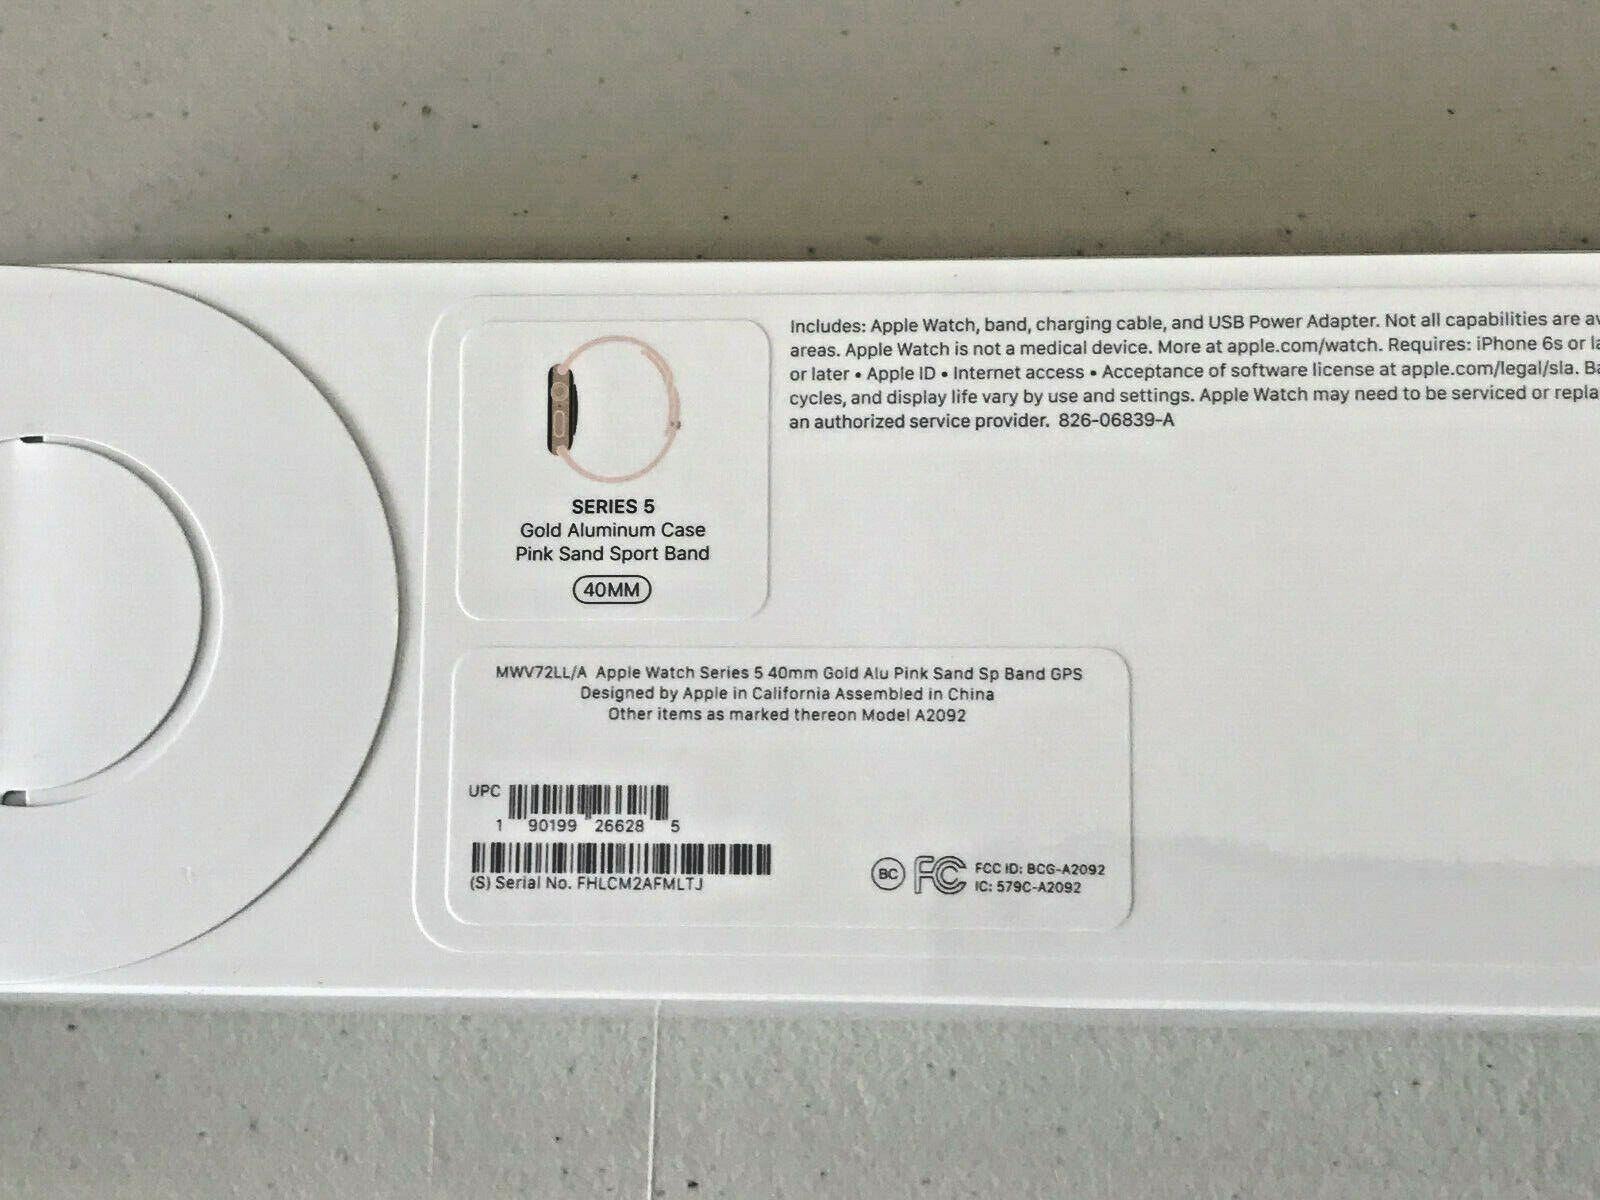 Includes: Apple Watch, band, charging cable, and USB Power Adapter. Not all capabilities are
areas. Apple Watch is not a medical device. More at apple.com/watch. Requires: iPhone 6s or
or later • Apple ID • Internet access • Acceptance of software license at apple.com/legal/sla.
cycles, and display life vary by use and settings. Apple Watch may need to be serviced or
an authorized service provider. 826-06839-A
SERIES 5
Gold Aluminum Case
Pink Sand Sport Band
40MM
MWV72LL/A Apple Watch Series 5 40mm Gold Alu Pink Sand Sp Band GPS
Designed by Apple in California Assembled in China
Other items as marked thereon Model A2092
UPC
1 90199 26628 5
(S) Serial No. FHLCM2AFMLTJ
BC FC FCC ID: BCG-A2092
IC: 579C-A2092